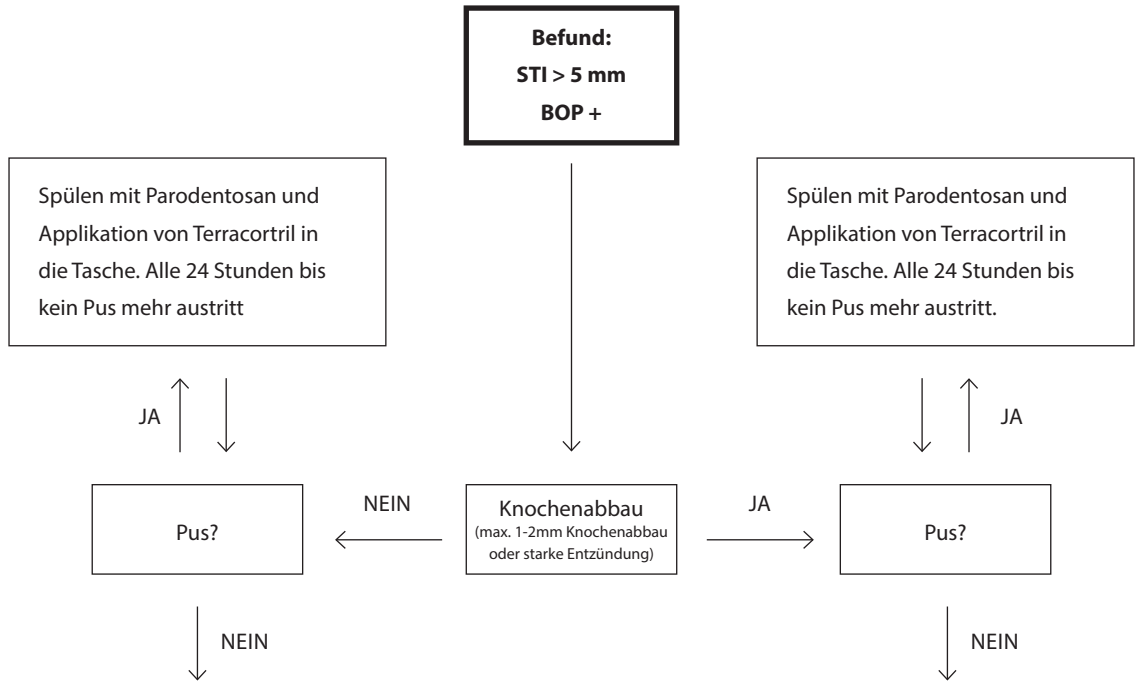 Befund:
STI > 5 mm
BOP +
Spülen mit Parodentosan und
Applikation von Terracortril in
die Tasche. Alle 24 Stunden bis
kein Pus mehr austritt
Spülen mit Parodentosan und
Applikation von Terracortril in
die Tasche. Alle 24 Stunden bis
kein Pus mehr austritt.
JA
JA
Pus?
NEIN
Knochenabbau
(max. 1-2mm Knochenabbau
oder starke Entzündung)
JA
Pus?
NEIN
NEIN